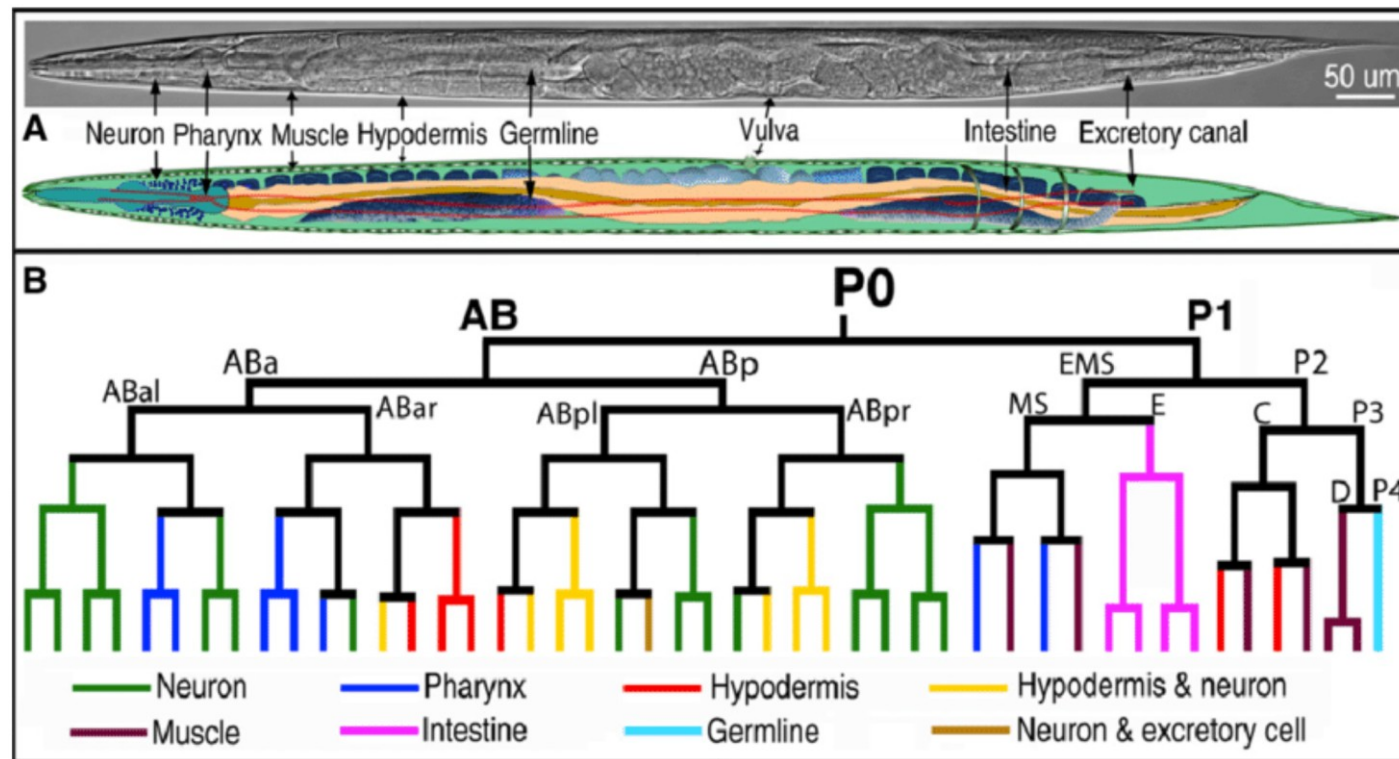 50 um
A
Neuron Pharynx Muscle Hypodermis Germline Vulva Intestine Excretory canal
B
P0
AB P1
ABa ABp EMS P2
ABal ABar ABpl ABpr MS E C P3
D P4
Neuron Pharynx Hypodermis Hypodermis & neuron
Muscle Intestine Germline Neuron & excretory cell